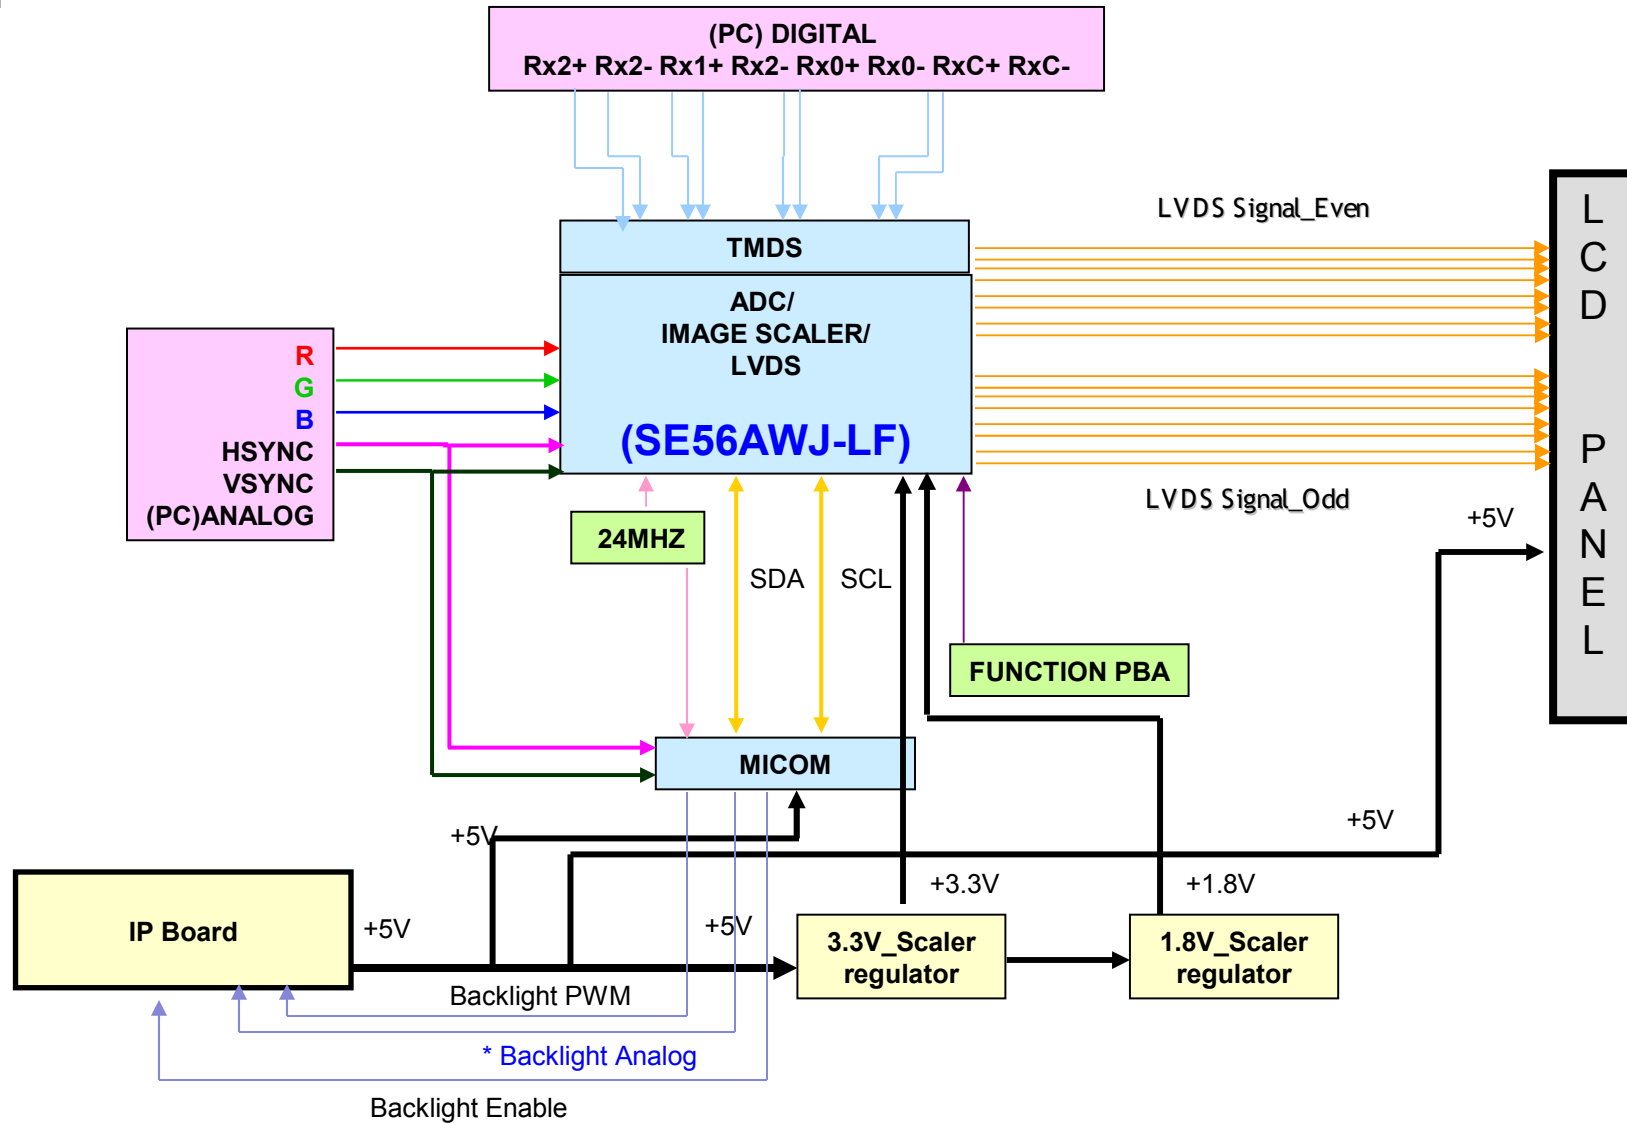 (PC) DIGITAL
Rx2+ Rx2- Rx1+ Rx2- Rx0+ Rx0- RxC+ RxC-
TMDS
ADC/
IMAGE SCALER/
LVDS
(SE56AWJ-LF)
R
G
B
HSYNC
VSYNC
(PC)ANALOG
LVDS Signal_Even
LVDS Signal_Odd
LCD PANEL
+5V
24MHZ
SDA
SCL
FUNCTION PBA
MICOM
+5V
+5V
+3.3V
+1.8V
IP Board
+5V
+5V
3.3V_Scaler
regulator
1.8V_Scaler
regulator
Backlight PWM
* Backlight Analog
Backlight Enable